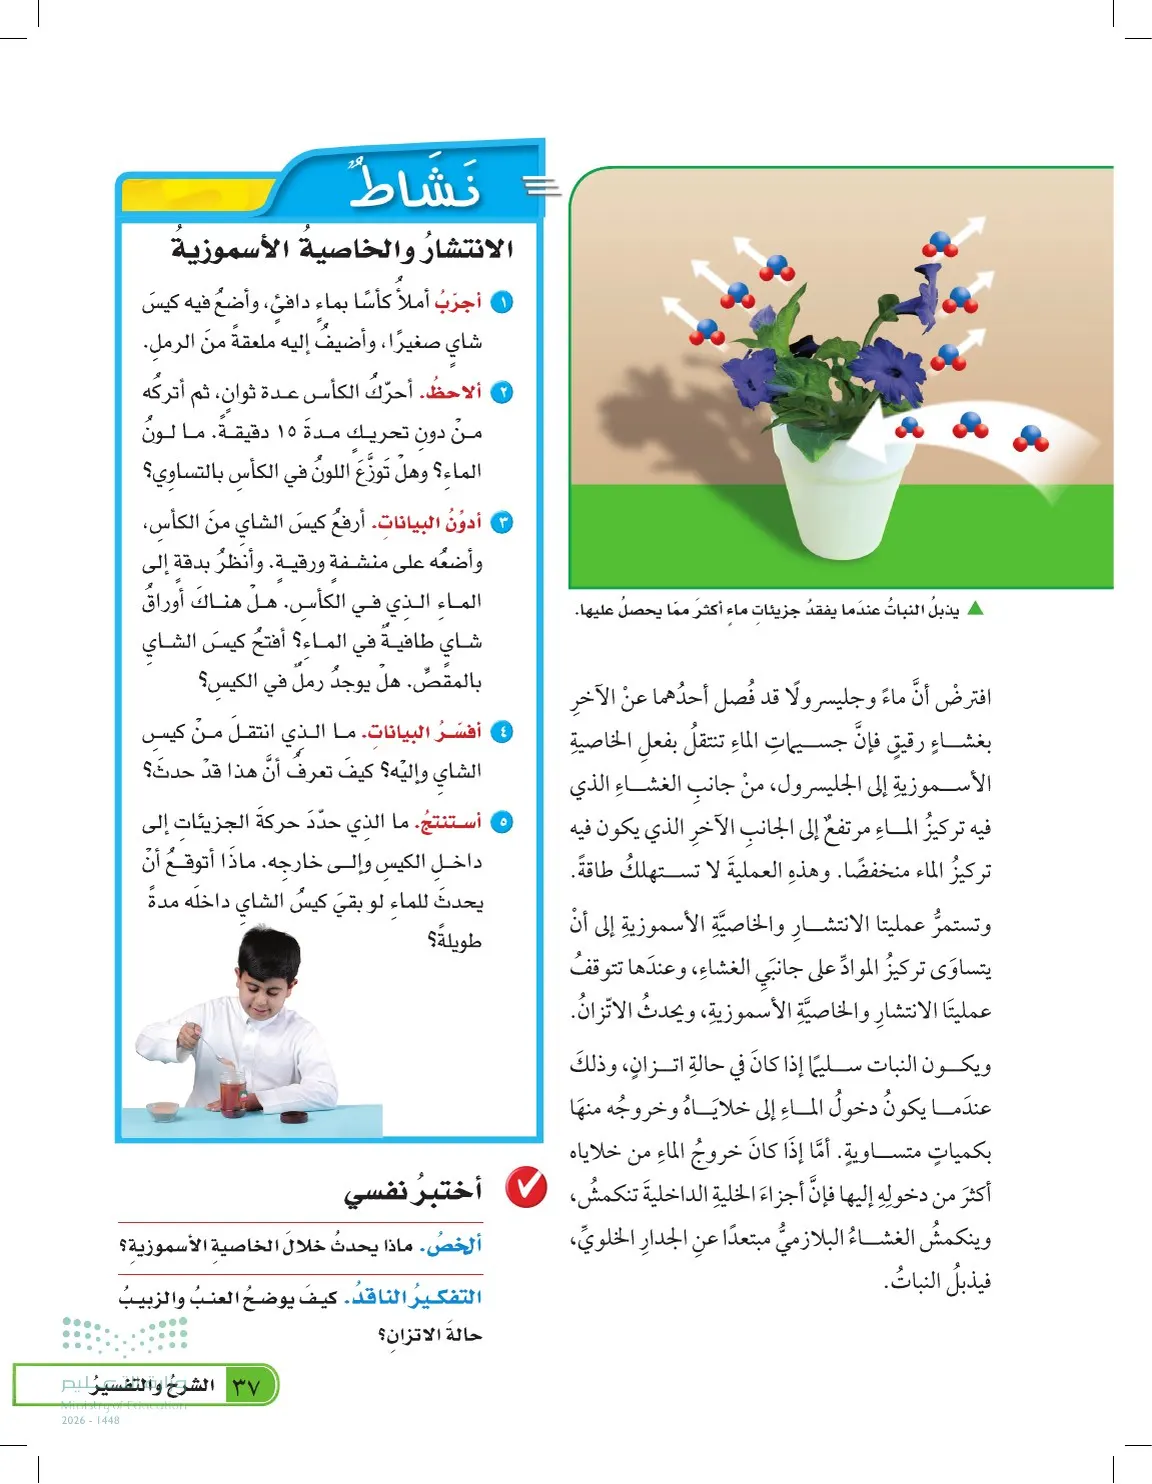 يذبلُ النباتُ عندَما يفقدُ جزيئاتِ ماءٍ أكثرَ ممّا يحصلُ عليها.
افترضْ أنَّ ماءً وجليسرولًا قد فُصل أحدُهما عنْ الآخرِ
بغشاءٍ رقيقٍ فإنَّ جسيماتِ الماءِ تنتقلُ بفعلِ الخاصيةِ
الأسموزيةِ إلى الجليسرول، منْ جانبِ الغشاءِ الذي
فيه تركيزُ الماءِ مرتفعٌ إلى الجانبِ الآخرِ الذي يكون فيه
تركيزُ الماء منخفضًا. وهذهِ العمليةَ لا تستهلكُ طاقةً.
وتستمرُّ عمليتا الانتشارِ والخاصيَّةِ الأسموزيةِ إلى أنْ
يتساوَى تركيزُ الموادِّ على جانبَيِ الغشاءِ، وعندَها تتوقفُ
عمليتَا الانتشارِ والخاصيَّةِ الأسموزيةِ، ويحدثُ الاتّزانُ.
ويكون النبات سليمًا إذا كانَ في حالةِ اتزانٍ، وذلكَ
عندَما يكونُ دخولُ الماءِ إلى خلايَاهُ وخروجُه منهَا
بكمياتٍ متساويةٍ. أمَّا إذَا كانَ خروجُ الماءِ من خلاياه
أكثرَ من دخولِهِ إليها فإنَّ أجزاءَ الخليةِ الداخليةَ تنكمشُ،
وينكمشُ الغشاءُ البلازميُّ مبتعدًا عنِ الجدارِ الخلويِّ،
فيذبلُ النباتُ.
نَشَاطٌ
الانتشارُ والخاصيةُ الأسموزيةُ
١ أجرّبُ أملأُ كأسًا بماءٍ دافئٍ، وأضعُ فيه كيسَ
شايٍ صغيرًا، وأضيفُ إليه ملعقةً منَ الرملِ.
٢ ألاحظُ. أحرّكُ الكأسَ عدة ثوانٍ، ثم أتركُه
منْ دونِ تحريكٍ مدةَ ١٥ دقيقةً. ما لونُ
الماءِ؟ وهلْ تَوزَّعَ اللونُ في الكأسِ بالتساوِي؟
٣ أدوّنُ البياناتِ. أرفعُ كيسَ الشايِ منَ الكأسِ،
وأضعُه على منشفةٍ ورقيةٍ. وأنظرُ بدقةٍ إلى
الماءِ الذي في الكأسِ. هلْ هناكَ أوراقُ
شايٍ طافيةٌ في الماءِ؟ أفتحُ كيسَ الشايِ
بالمقصِّ. هلْ يوجدُ رملٌ في الكيسِ؟
٤ أفسّرُ البياناتِ. ما الذِي انتقلَ منْ كيسِ
الشايِ وإليْه؟ كيفَ تعرفُ أنَّ هذا قدْ حدثَ؟
٥ أستنتجُ. ما الذِي حدّدَ حركةَ الجزيئاتِ إلى
داخلِ الكيسِ وإلى خارجِه. ماذَا أتوقعُ أنْ
يحدثَ للماءِ لو بقيَ كيسُ الشايِ داخلَه مدةً
طويلةً؟
أختبرُ نفسي
ألخصُ. ماذا يحدثُ خلالَ الخاصيةِ الأسموزيةِ؟
التفكيرُ الناقدُ. كيفَ يوضحُ العنبُ والزبيبُ
حالةَ الاتزانِ؟
وزارة التعليم
Ministry of Education
2026 - 1448
الشرحُ والتفسيرُ ٣٧